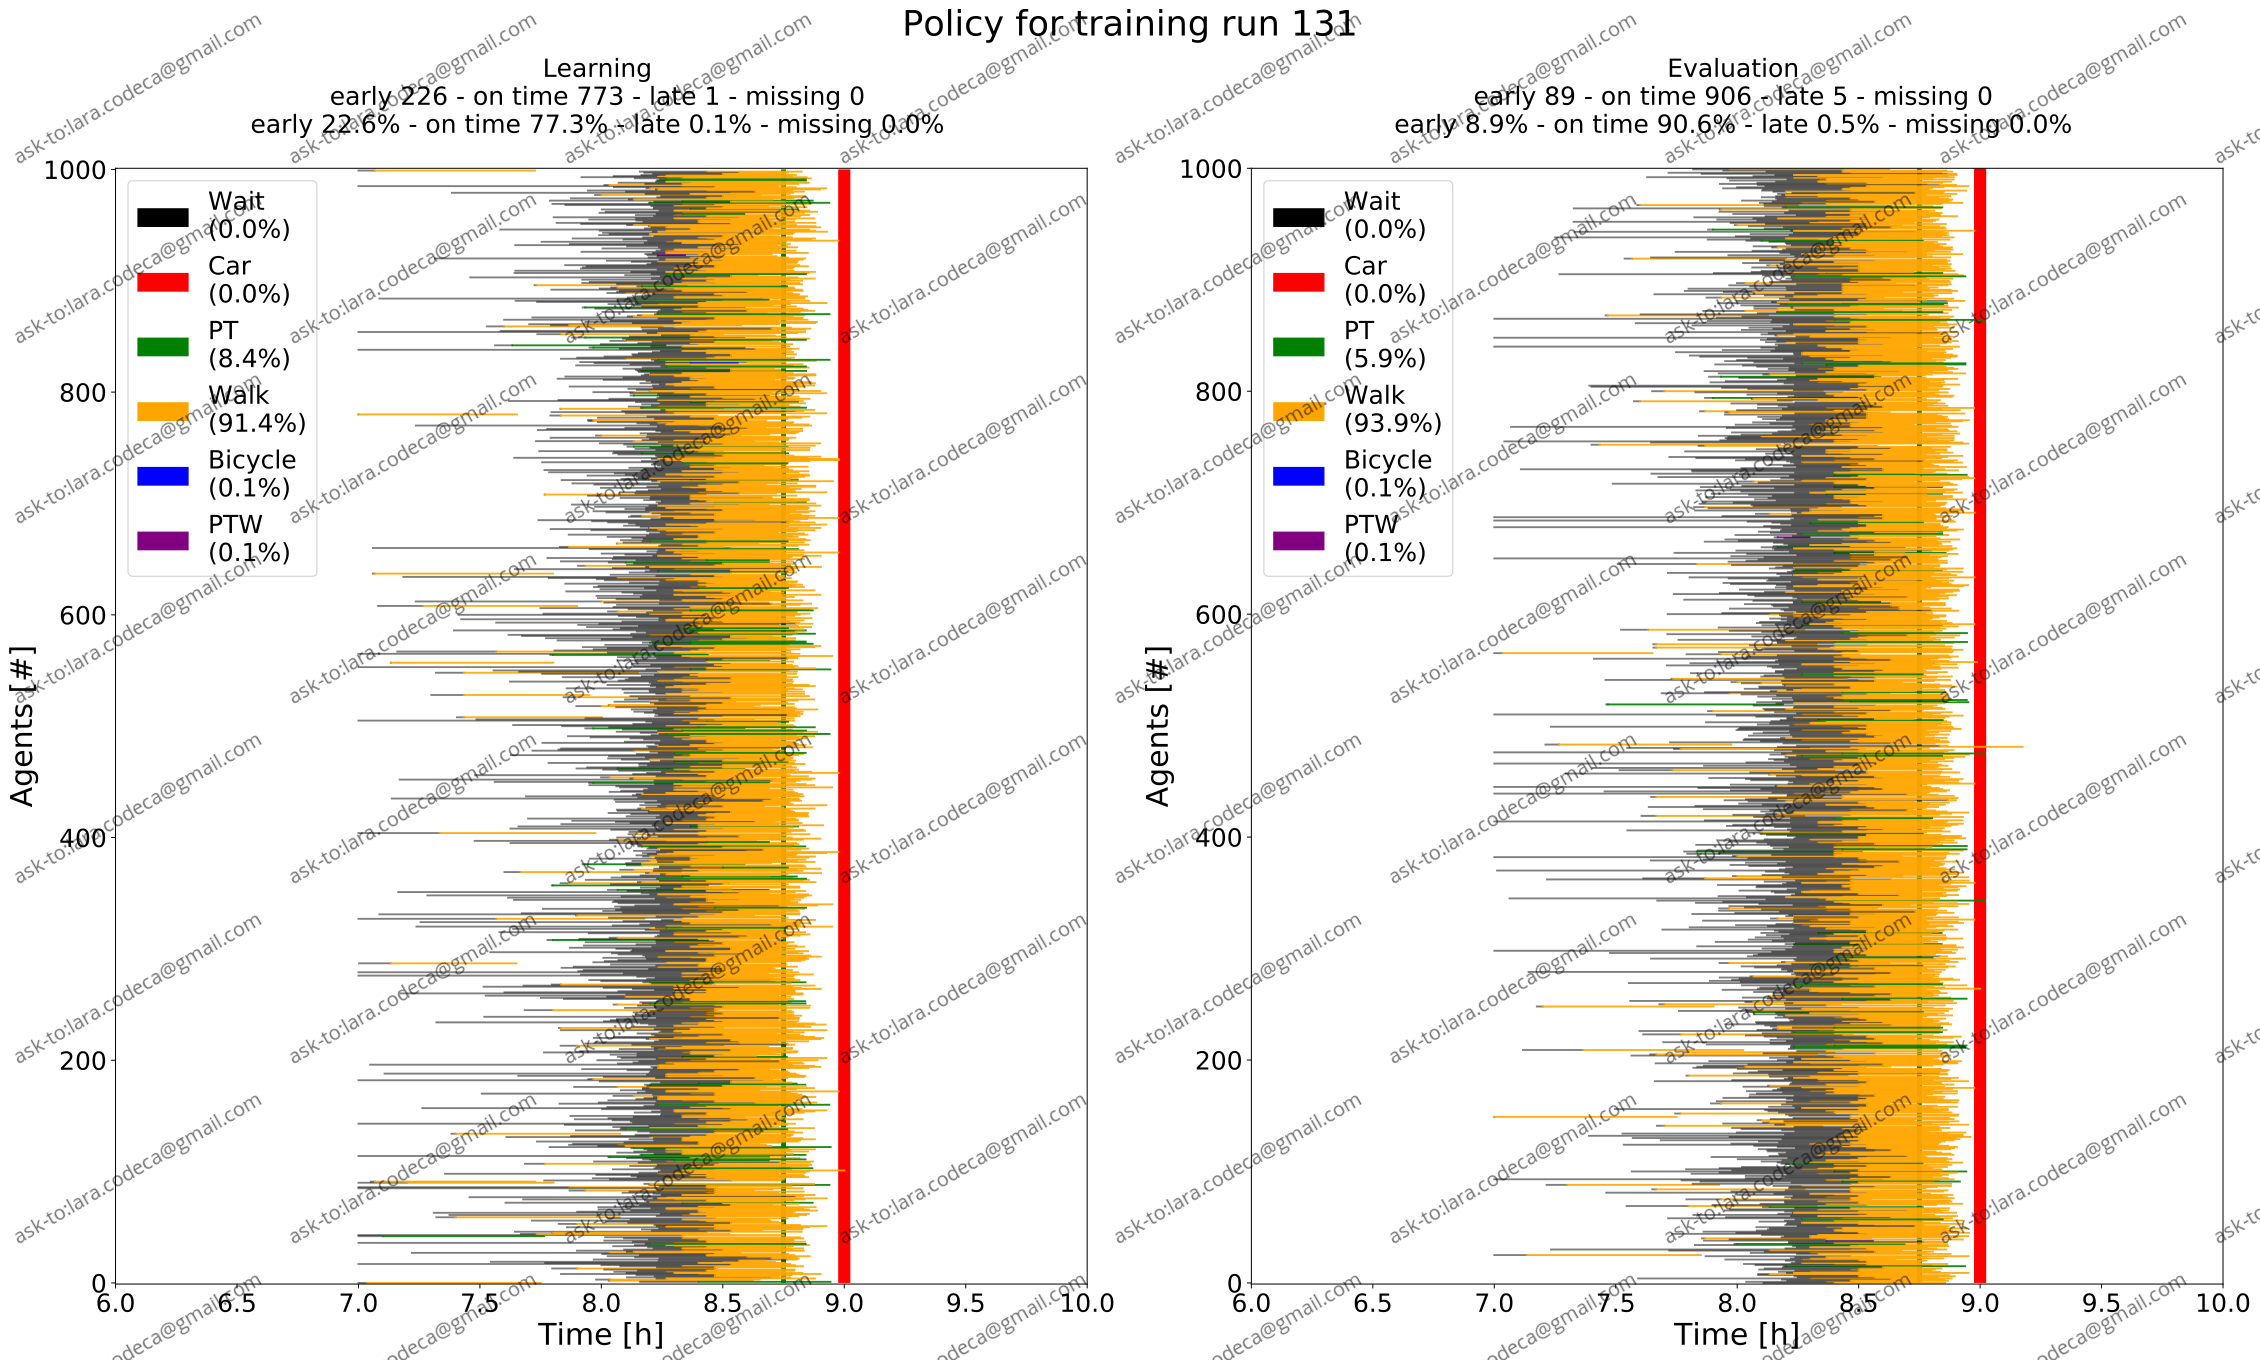 Policy for training run 131
Learning
early 226 - on time 773 - late 1 - missing 0
early 22.6% - on time 77.3% - late 0.1% - missing 0.0%
Wait
(0.0%)
Car
(0.0%)
PT
(8.4%)
Walk
(91.4%)
Bicycle
(0.1%)
PTW
(0.1%)
Agents [#]
1000
800
600
400
200
0
6.0 6.5 7.0 7.5 8.0 8.5 9.0 9.5 10.0
Time [h]
Evaluation
early 89 - on time 906 - late 5 - missing 0
early 8.9% - on time 90.6% - late 0.5% - missing 0.0%
Wait
(0.0%)
Car
(0.0%)
PT
(5.9%)
Walk
(93.9%)
Bicycle
(0.1%)
PTW
(0.1%)
Agents [#]
1000
800
600
400
200
0
6.0 6.5 7.0 7.5 8.0 8.5 9.0 9.5 10.0
Time [h]
ask-to:lara.codeca@gmail.com